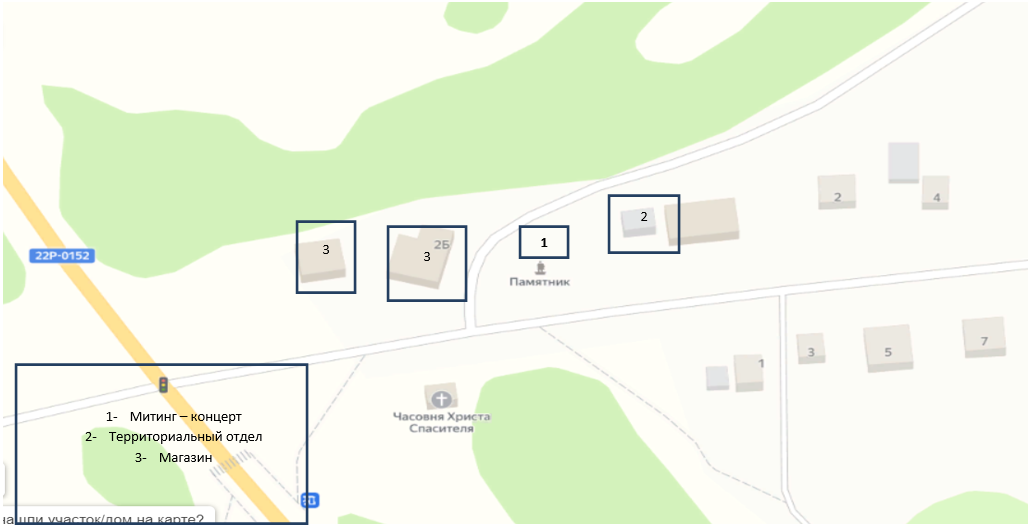 2
4
3
2Б
3
1
2
22Р-0152
Памятник
1
3
5
7
Часовня Христа
Спасителя
1- Митинг – концерт
2- Территориальный отдел
3- Магазин
нашли участок/дом на карте?